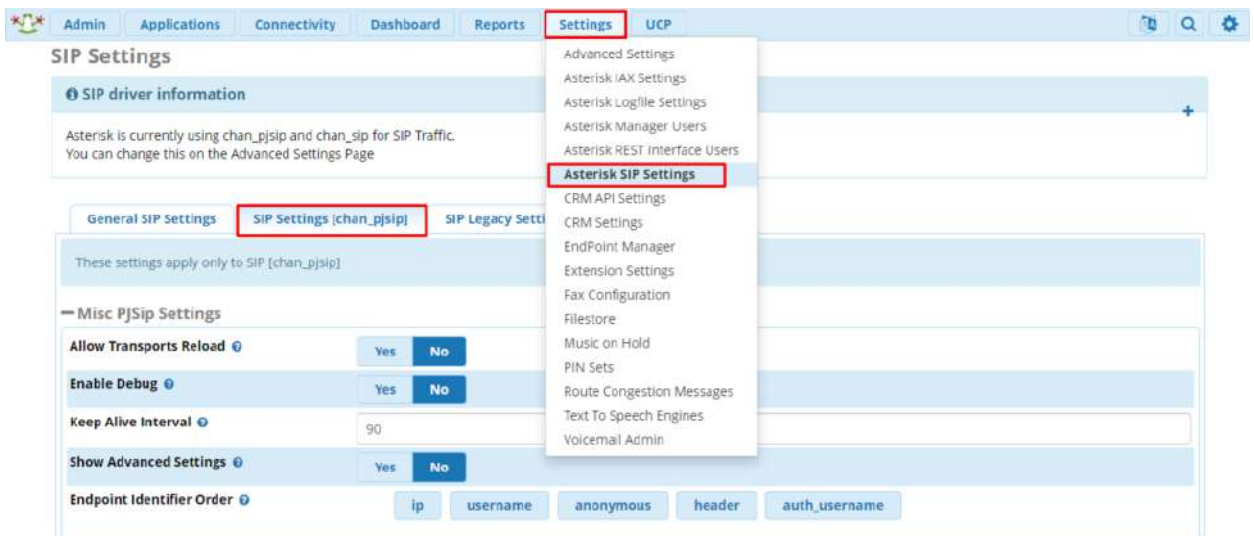 Admin Applications Connectivity Dashboard Reports Settings UCP
SIP Settings
SIP driver information
Asterisk is currently using chan_pjsip and chan_sip for SIP Traffic.
You can change this on the Advanced Settings Page
Advanced Settings
Asterisk IAX Settings
Asterisk Logfile Settings
Asterisk Manager Users
Asterisk REST Interface Users
Asterisk SIP Settings
CRM API Settings
CRM Settings
EndPoint Manager
Extension Settings
Fax Configuration
Filestore
Music on Hold
PIN Sets
Route Congestion Messages
Text To Speech Engines
Voicemail Admin
General SIP Settings SIP Settings [chan_pjsip] SIP Legacy Setti
These settings apply only to SIP [chan_pjsip]
Misc PJSip Settings
Allow Transports Reload Yes No
Enable Debug Yes No
Keep Alive Interval 90
Show Advanced Settings Yes No
Endpoint Identifier Order ip username anonymous header auth_username